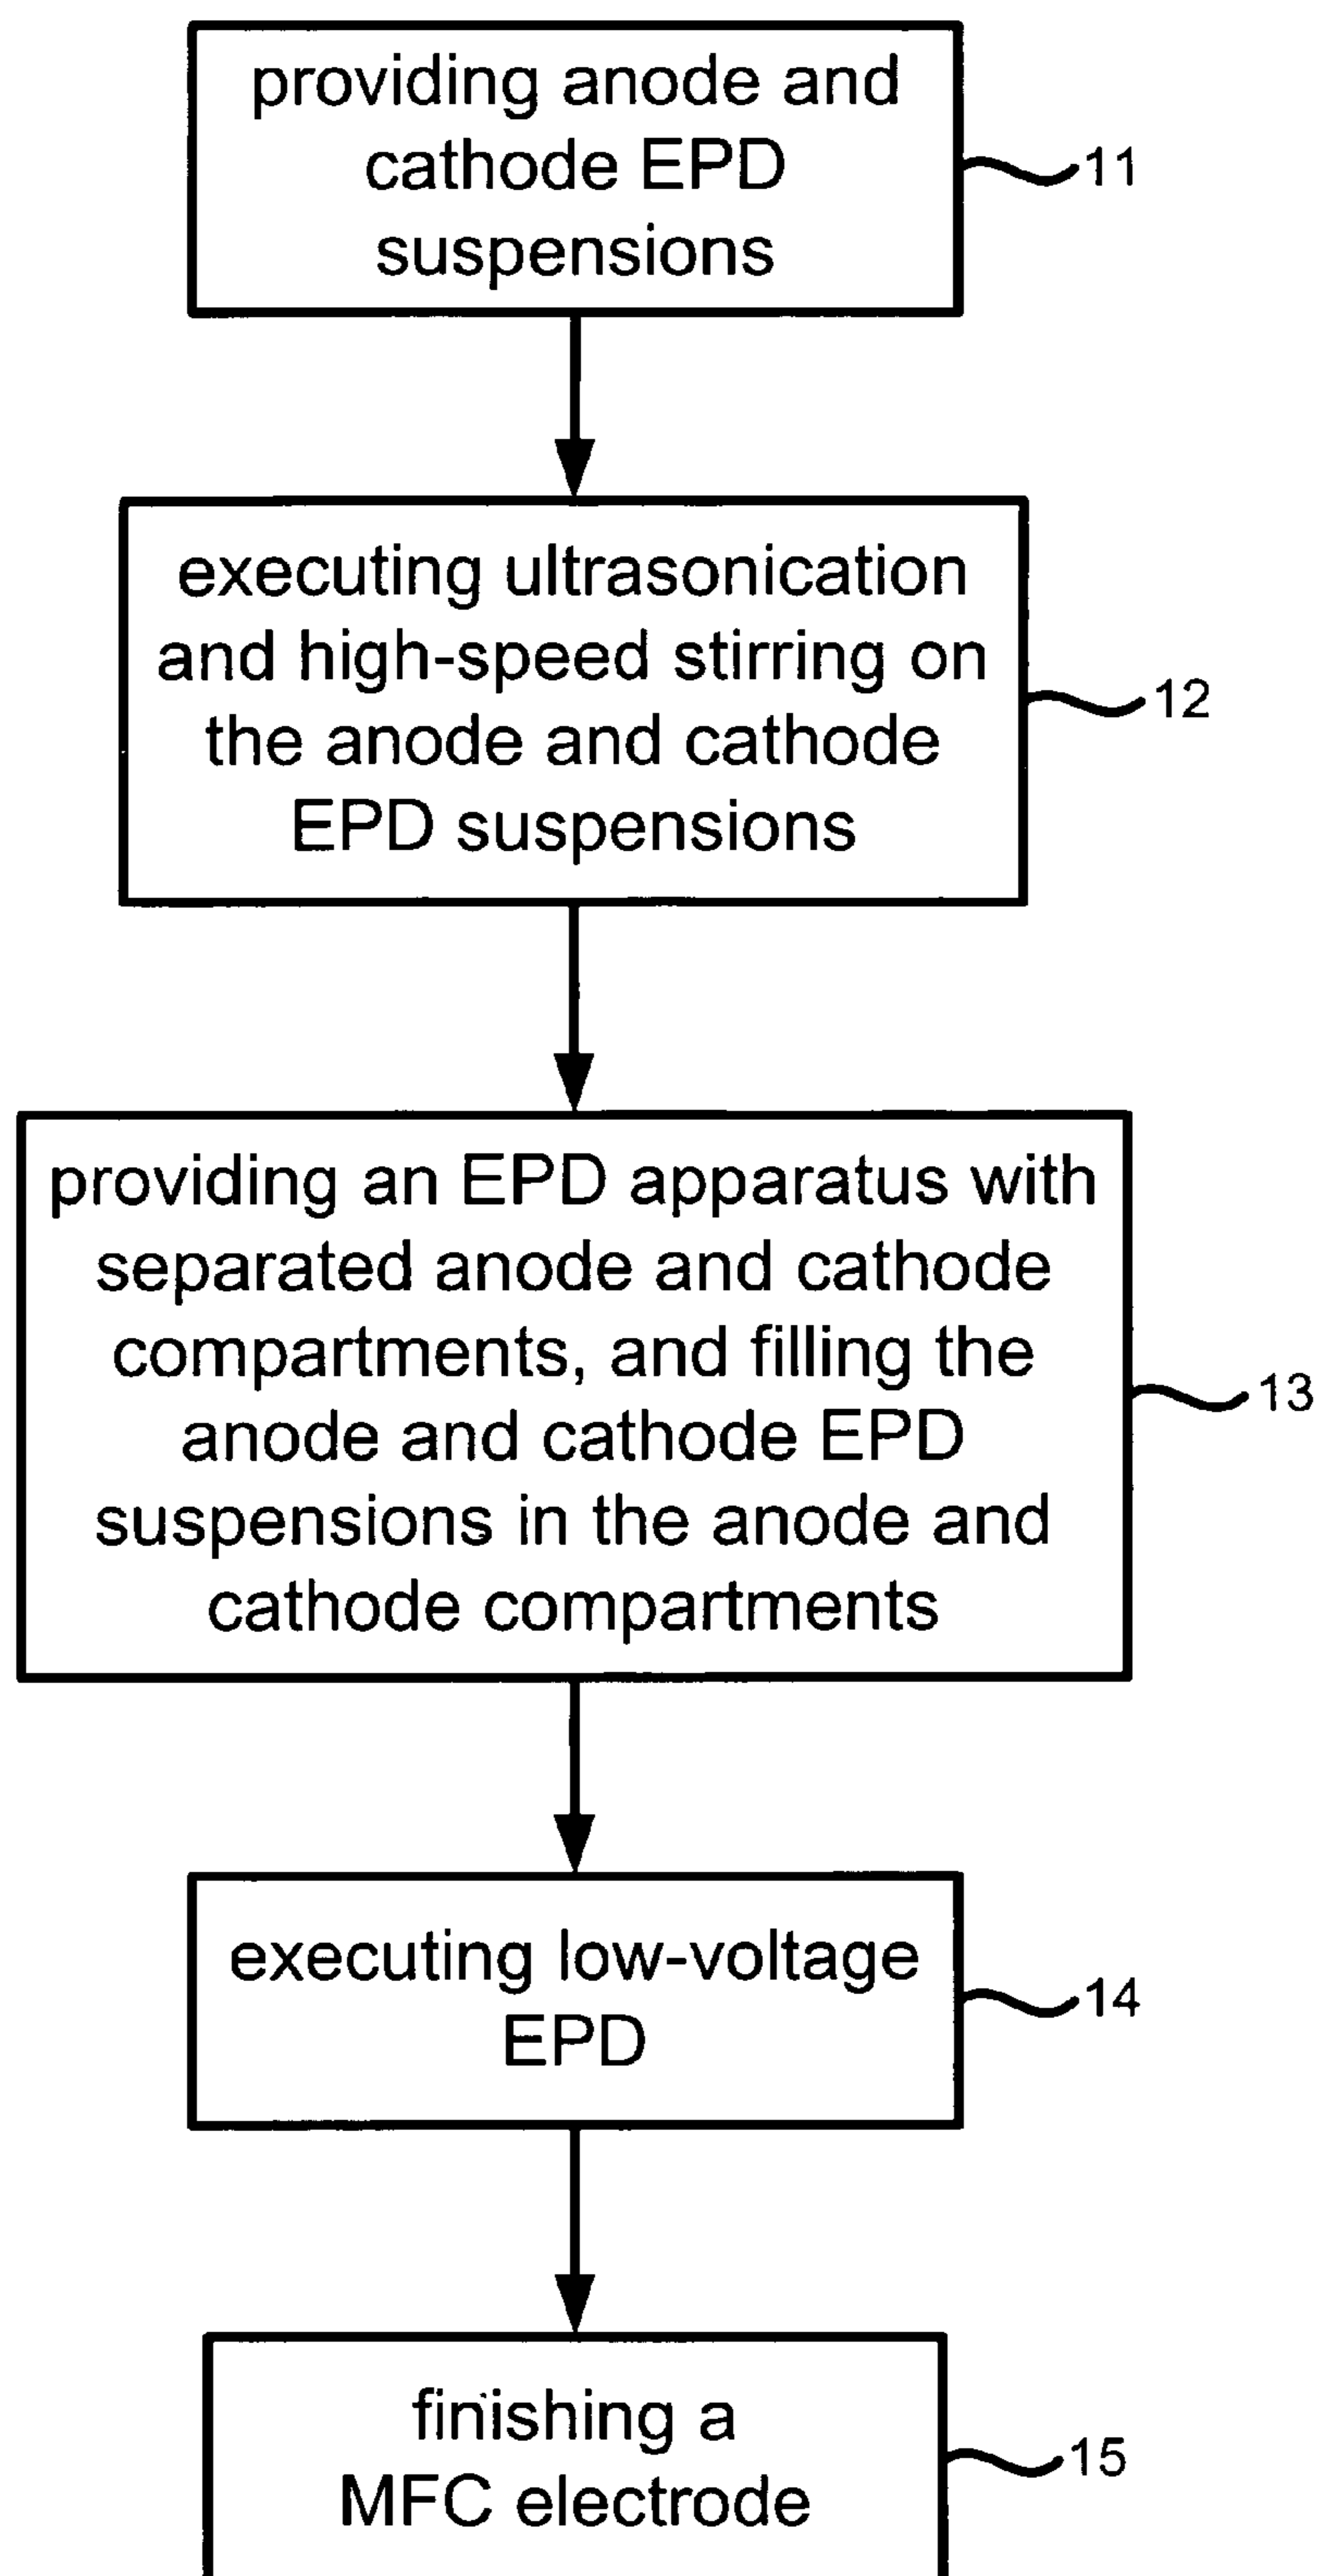 providing anode and
cathode EPD
suspensions
11
executing ultrasonication
and high-speed stirring on
the anode and cathode
EPD suspensions
12
providing an EPD apparatus with
separated anode and cathode
compartments, and filling the
anode and cathode EPD
suspensions in the anode and
cathode compartments
13
executing low-voltage
EPD
14
finishing a
MFC electrode
15